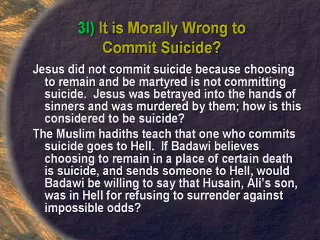 3I) It is Morally Wrong to
Commit Suicide?
Jesus did not commit suicide because choosing
to remain and be martyred is not committing
suicide.  Jesus was betrayed into the hands of
sinners and was murdered by them; how is this
considered to be suicide?
The Muslim hadiths teach that one who commits
suicide goes to Hell.  If Badawi believes
choosing to remain in a place of certain death
is suicide, and sends someone to Hell, would
Badawi be willing to say that Husain, Ali's son,
was in Hell for refusing to surrender against
impossible odds?